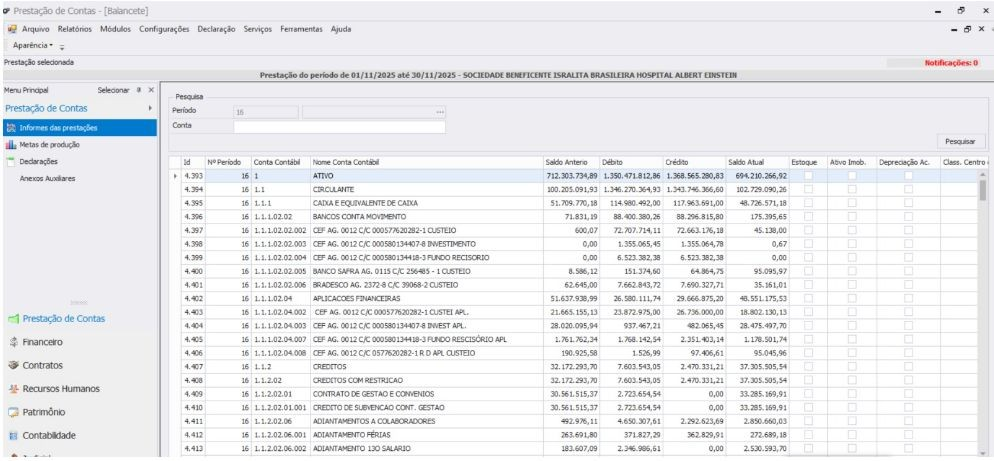 Prestação de Contas - [Balancete]
Arquivo Relatórios Módulos Configurações Declaração Serviços Ferramentas Ajuda
Aparência
Prestação selecionada
Notificações: 0
Prestação do período de 01/11/2025 até 30/11/2025 - SOCIEDADE BENEFICENTE ISRALITA BRASILEIRA HOSPITAL ALBERT EINSTEIN
Menu Principal Selecionar
Prestação de Contas
Informes das prestações
Metas de produção
Declarações
Anexos Auxiliares
Prestação de Contas
Financeiro
Contratos
Recursos Humanos
Patrimônio
Contabilidade
Pesquisa
Período 16 ...
Conta
Pesquisar
Id Nº Período Conta Contábil Nome Conta Contábil Saldo Anterio Débito Crédito Saldo Atual Estoque Ativo Imob. Depreciação Ac. Class. Centro
4.393 16 1 ATIVO 712.303.734,89 1.350.471.812,86 1.368.565.280,83 694.210.266,92
4.394 16 1.1 CIRCULANTE 100.205.091,93 1.346.270.364,93 1.343.746.366,60 102.729.090,26
4.395 16 1.1.1 CAIXA E EQUIVALENTE DE CAIXA 51.709.770,18 114.980.492,00 117.963.691,00 48.726.571,18
4.396 16 1.1.1.02.02 BANCOS CONTA MOVIMENTO 71.831,19 88.400.380,26 88.296.815,80 175.395,65
4.397 16 1.1.1.02.02.002 CEF AG. 0012 C/C 000577620282-1 CUSTEIO 600,07 72.707.714,11 72.663.176,18 45.138,00
4.398 16 1.1.1.02.02.003 CEF AG. 0012 C/C 000580134407-8 INVESTIMENTO 0,00 1.355.065,45 1.355.064,78 0,67
4.399 16 1.1.1.02.02.004 CEF AG. 0012 C/C 000580134418-3 FUNDO RECISORIO 0,00 6.523.382,38 6.523.382,38 0,00
4.400 16 1.1.1.02.02.005 BANCO SAFRA AG. 0115 C/C 256485 - 1 CUSTEIO 8.586,12 151.374,60 64.864,75 95.095,97
4.401 16 1.1.1.02.02.006 BRADESCO AG. 2372-8 C/C 39068-2 CUSTEIO 62.645,00 7.662.843,72 7.690.327,71 35.161,01
4.402 16 1.1.1.02.04 APLICACOES FINANCEIRAS 51.637.938,99 26.580.111,74 29.666.875,20 48.551.175,53
4.403 16 1.1.1.02.04.002 CEF AG. 0012 C/C 000577620282-1 CUSTEI APL. 21.665.155,13 23.872.975,00 26.736.000,00 18.802.130,13
4.404 16 1.1.1.02.04.003 CEF AG. 0012 C/C 000580134407-8 INVEST APL. 28.020.095,94 937.467,21 482.065,45 28.475.497,70
4.405 16 1.1.1.02.04.007 CEF AG. 0012 C/C 000580134418-3 FUNDO RESCISÓRIO APL 1.761.762,34 1.768.142,54 2.351.403,14 1.178.501,74
4.406 16 1.1.1.02.04.008 CEF AG. 0012 C/C 0577620282-1 R D APL CUSTEIO 190.925,58 1.526,99 97.406,61 95.045,96
4.407 16 1.1.2 CREDITOS 32.172.293,70 7.603.543,05 2.470.331,21 37.305.505,54
4.408 16 1.1.2.02 CREDITOS COM RESTRICAO 32.172.293,70 7.603.543,05 2.470.331,21 37.305.505,54
4.409 16 1.1.2.02.01 CONTRATO DE GESTAO E CONVENIOS 30.561.515,37 2.723.654,54 0,00 33.285.169,91
4.410 16 1.1.2.02.01.001 CREDITO DE SUBVENCAO CONT. GESTAO 30.561.515,37 2.723.654,54 0,00 33.285.169,91
4.411 16 1.1.2.02.06 ADIANTAMENTOS A COLABORADORES 492.976,11 4.650.307,61 2.292.623,69 2.850.660,03
4.412 16 1.1.2.02.06.001 ADIANTAMENTO FÉRIAS 263.691,80 371.827,29 362.829,91 272.689,18
4.413 16 1.1.2.02.06.002 ADIANTAMENTO 13O SALARIO 183.607,09 2.346.986,61 0,00 2.530.593,70